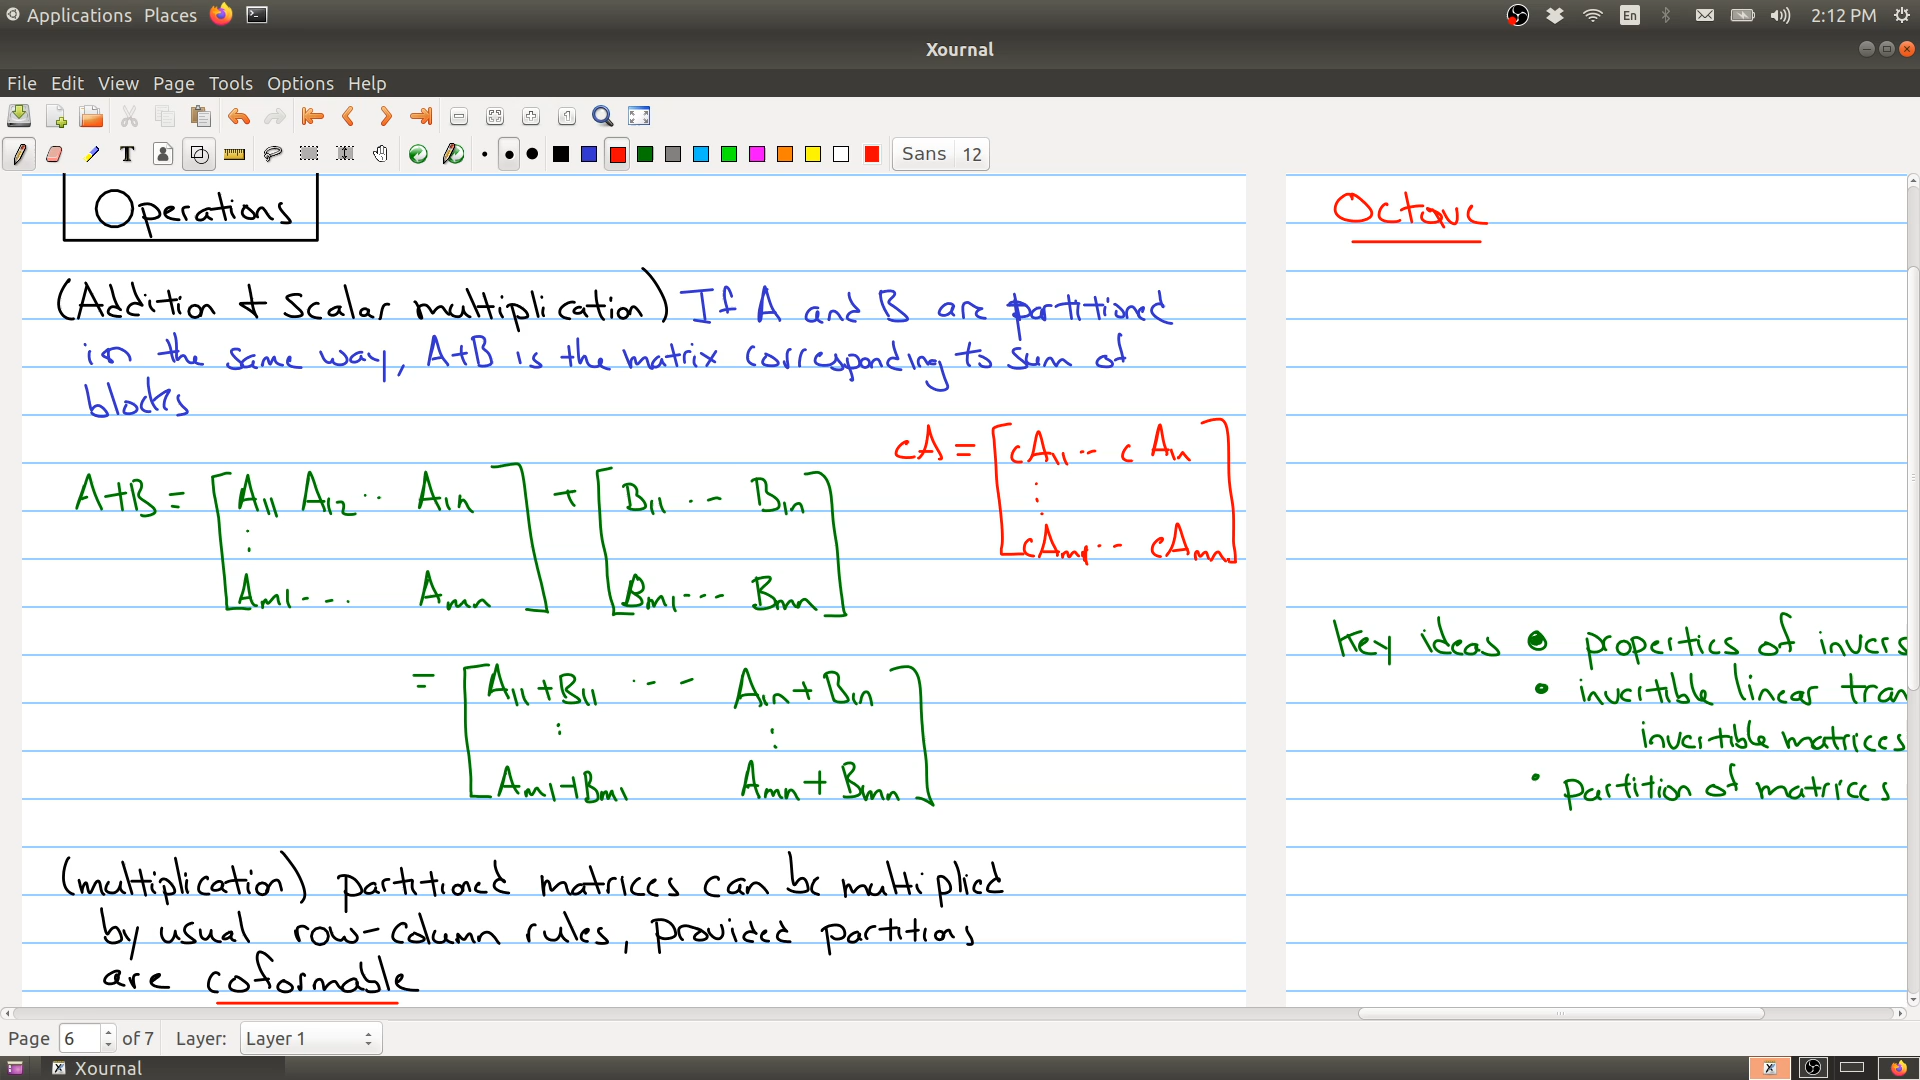 Applications Places En 2:12 PM
Xournal
File Edit View Page Tools Options Help
T Sans 12
Operations
(Addition + scalar multiplication) If A and B are partitioned
in the same way, A+B is the matrix corresponding to sum of
blocks
cA = [cA11 -- cA1n
⋮
cAm1 -- cAmn]
A+B = [A11 A12 -- A1n ] + [B11 -- B1n]
⋮
Am1 ... Amn Bm1 --- Bmn
= [A11+B11 --- A1n+B1n]
⋮ ⋮
Am1+Bm1 Amn+Bmn
(multiplication) partitioned matrices can be multiplied
by usual row-column rules, provided partitions
are coformable
Octave
Key ideas • properties of invers
• invertible linear tran
invertible matrices
• partition of matrices
Page 6 of 7 Layer: Layer 1
Xournal